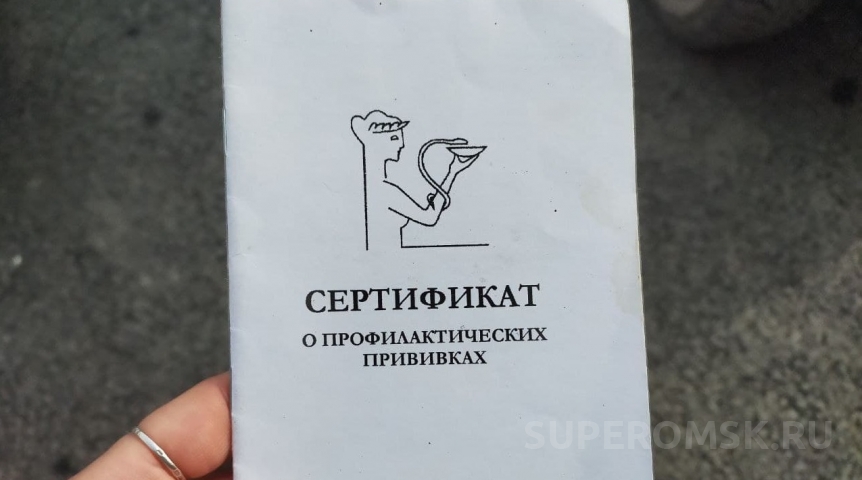 СЕРТИФИКАТ
О ПРОФИЛАКТИЧЕСКИХ
ПРИВИВКАХ
SUPEROMSK.RU